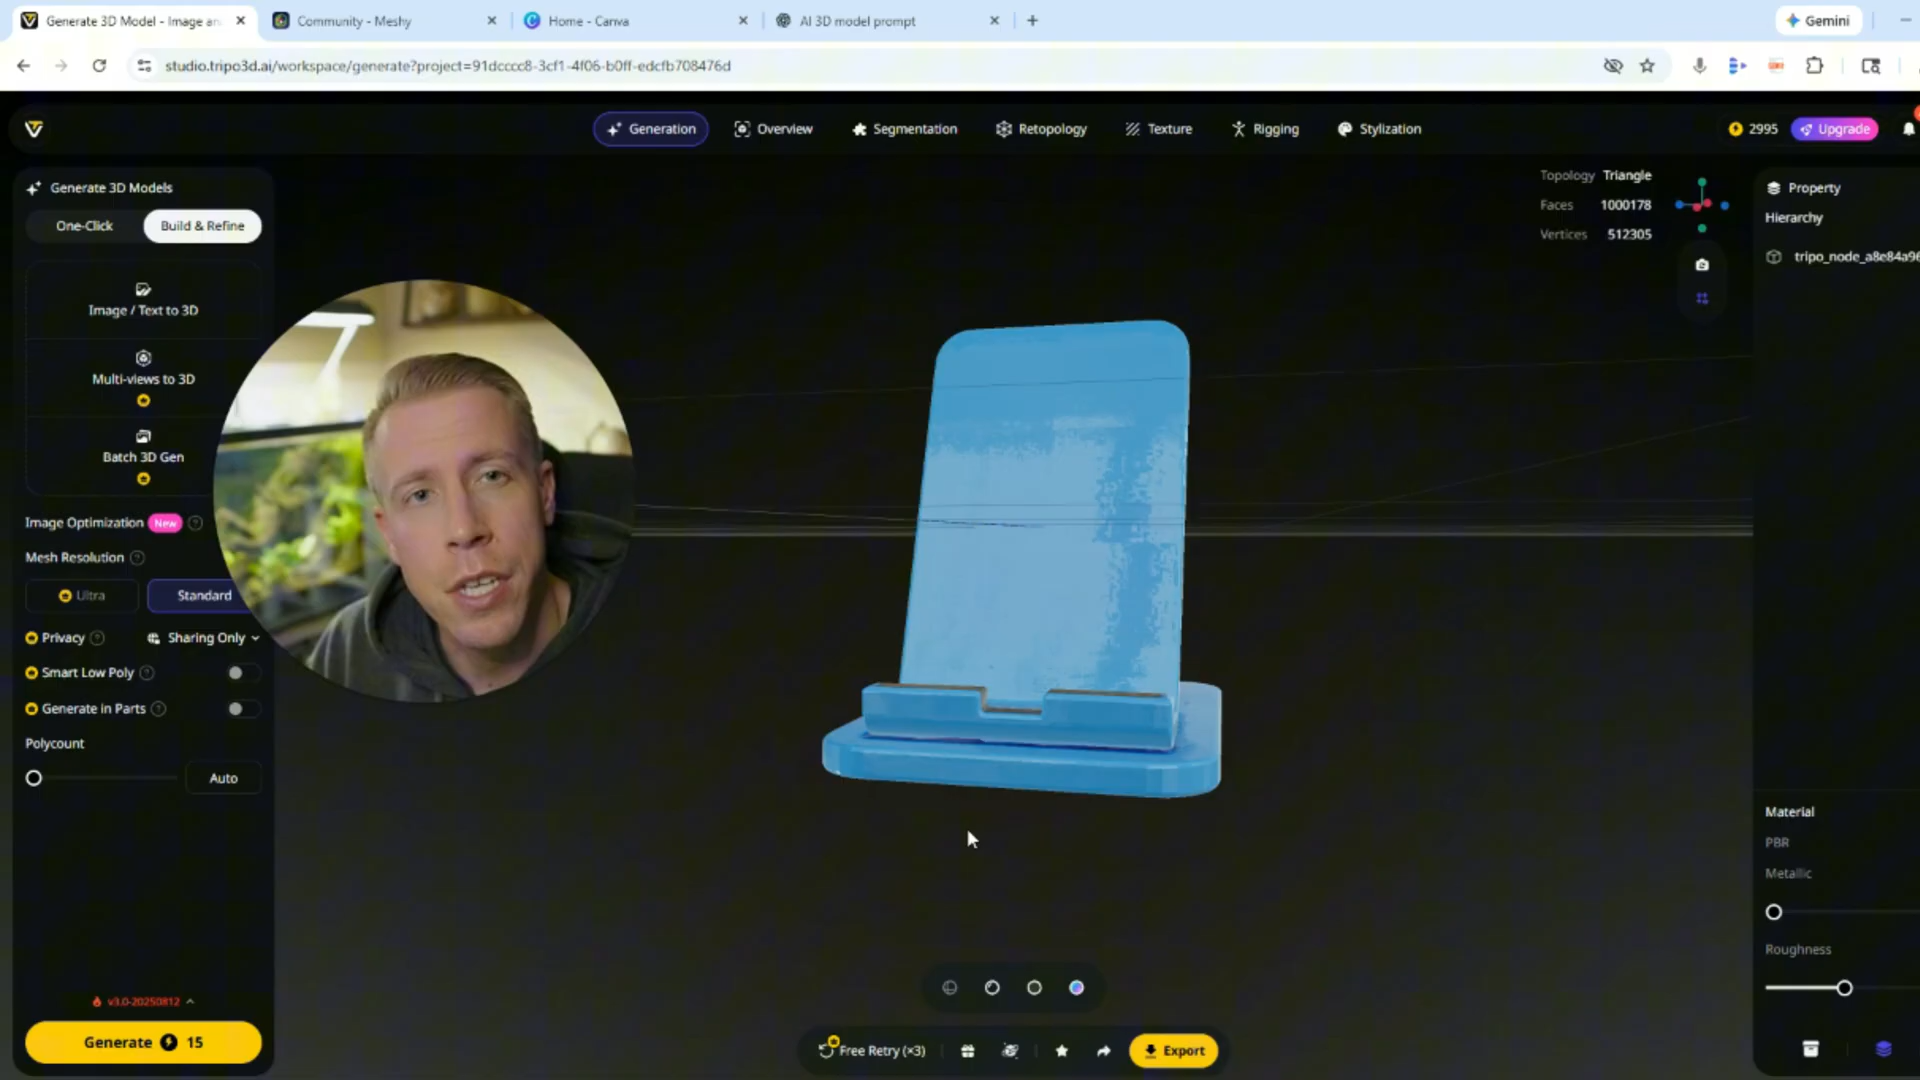 Generate 3D Model - Image an
Community - Meshy
Home - Canva
AI 3D model prompt
Gemini
studio.tripo3d.ai/workspace/generate?project=91dcccc8-3cf1-4f06-b0ff-edcfb708476d
Generation
Overview
Segmentation
Retopology
Texture
Rigging
Stylization
2995
Upgrade
Generate 3D Models
One-Click
Build & Refine
Image / Text to 3D
Multi-views to 3D
Batch 3D Gen
Image Optimization New
Mesh Resolution
Ultra
Standard
Privacy
Sharing Only
Smart Low Poly
Generate in Parts
Polycount
Auto
v3.0-20250812
Generate 15
Topology Triangle
Faces 1000178
Vertices 512305
Free Retry (×3)
Export
Property
Hierarchy
tripo_node_a8e84a96
Material
PBR
Metallic
Roughness